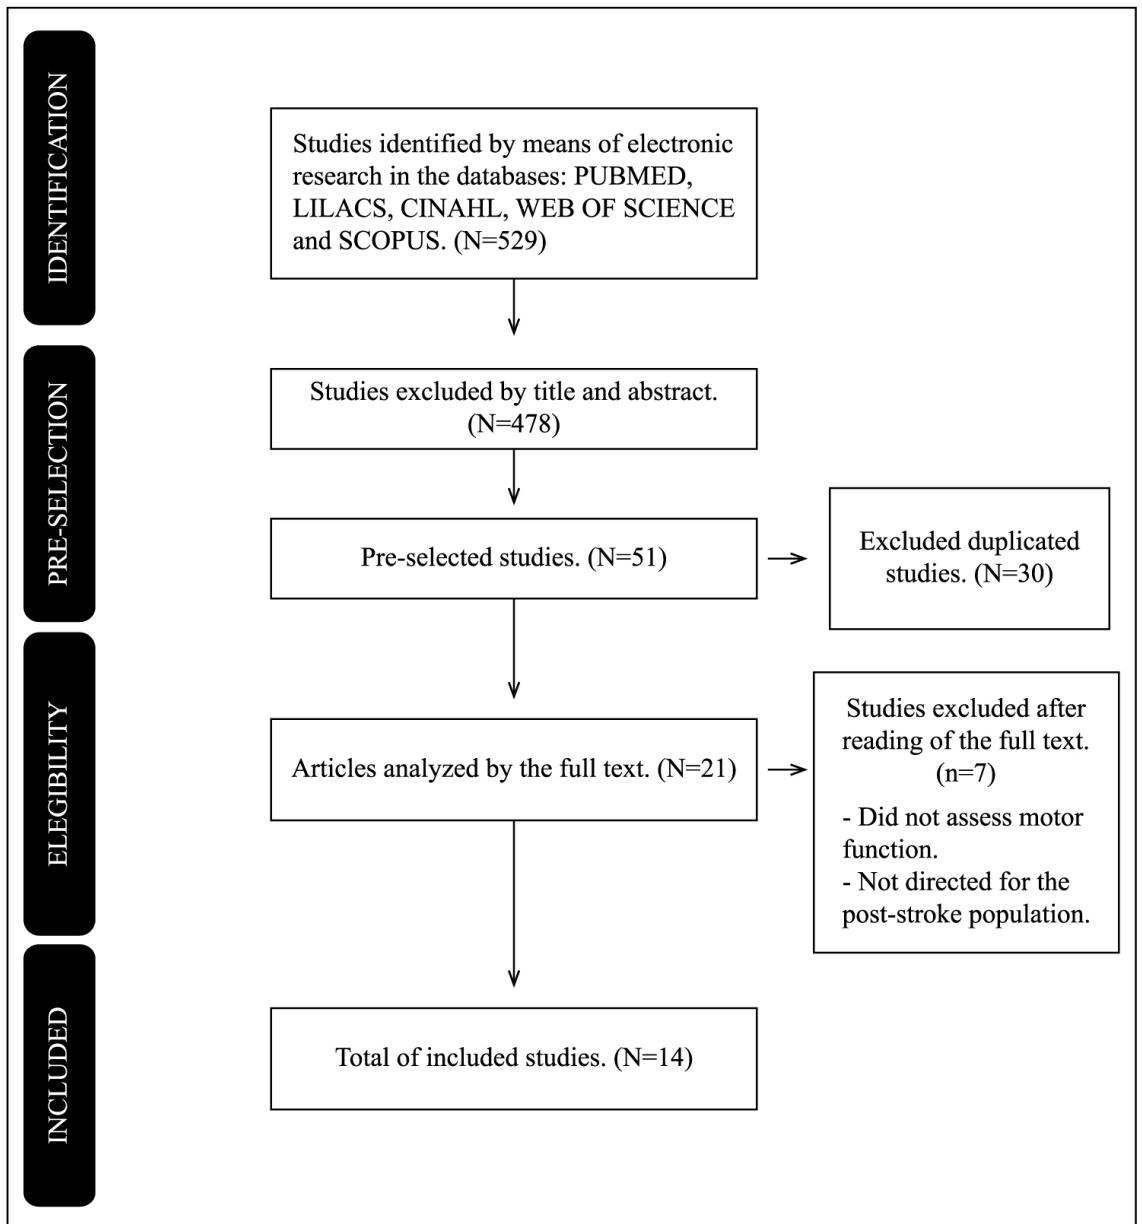 IDENTIFICATION
Studies identified by means of electronic
research in the databases: PUBMED,
LILACS, CINAHL, WEB OF SCIENCE
and SCOPUS. (N=529)
PRE-SELECTION
Studies excluded by title and abstract.
(N=478)
Pre-selected studies. (N=51)
Excluded duplicated
studies. (N=30)
ELEGIBILITY
Articles analyzed by the full text. (N=21)
Studies excluded after
reading of the full text.
(n=7)
- Did not assess motor
function.
- Not directed for the
post-stroke population.
INCLUDED
Total of included studies. (N=14)